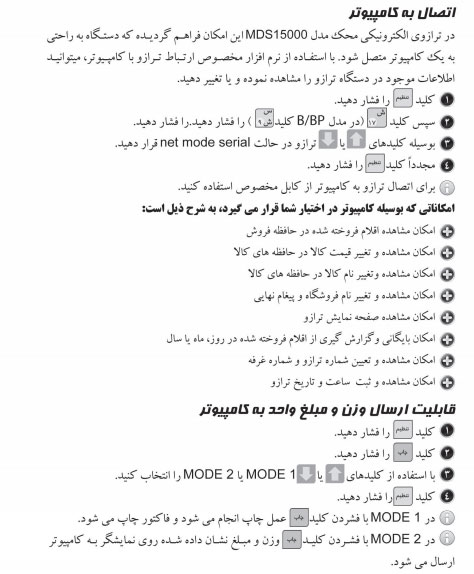 اتصال به کامپیوتر
در ترازوی الکترونیکی محک مدل MDS15000 این امکان فراهم گردیده که دستگاه به راحتی
به یک کامپیوتر متصل شود. با استفاده از نرم افزار مخصوص ارتباط ترازو با کامپیوتر، میتوانید
اطلاعات موجود در دستگاه ترازو را مشاهده نموده و یا تغییر دهید.
۱ کلید تنظیم را فشار دهید.
۲ سپس کلید ش ۱۷ (در مدل B/BP کلید س ش ۹ ) را فشار دهید.را فشار دهید.
۳ بوسیله کلیدهای یا ترازو در حالت net mode serial قرار دهید.
۴ مجدداً کلید تنظیم را فشار دهید.
برای اتصال ترازو به کامپیوتر از کابل مخصوص استفاده کنید.
امکاناتی که بوسیله کامپیوتر در اختیار شما قرار می گیرد، به شرح ذیل است:
امکان مشاهده اقلام فروخته شده در حافظه فروش
امکان مشاهده و تغییر قیمت کالا در حافظه های کالا
امکان مشاهده وتغییر نام کالا در حافظه های کالا
امکان مشاهده و تغییر نام فروشگاه و پیغام نهایی
امکان مشاهده صفحه نمایش ترازو
امکان بایگانی وگزارش گیری از اقلام فروخته شده در روز، ماه یا سال
امکان مشاهده و تعیین شماره ترازو و شماره غرفه
امکان مشاهده و ثبت ساعت و تاریخ ترازو
قابلیت ارسال وزن و مبلغ واحد به کامپیوتر
۱ کلید تنظیم را فشار دهید.
۲ کلید چاپ را فشار دهید.
۳ با استفاده از کلیدهای یا MODE 1 یا MODE 2 را انتخاب کنید.
۴ کلید تنظیم را فشار دهید.
در MODE 1 با فشردن کلید چاپ عمل چاپ انجام می شود و فاکتور چاپ می شود.
در MODE 2 با فشردن کلید چاپ وزن و مبلغ نشان داده شده روی نمایشگر به کامپیوتر
ارسال می شود.